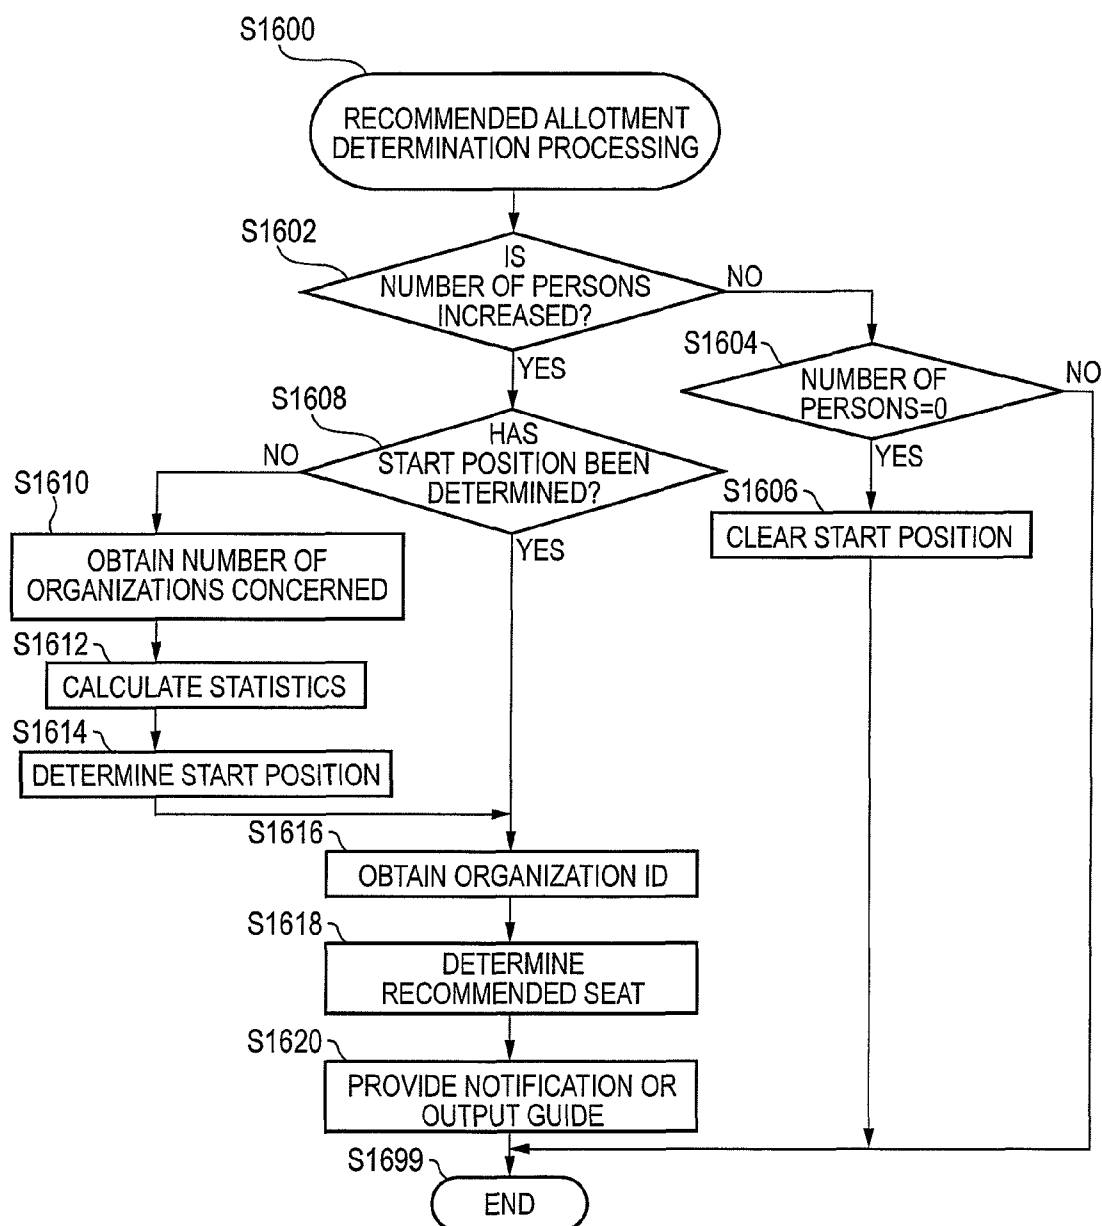 S1600
RECOMMENDED ALLOTMENT
DETERMINATION PROCESSING
S1602
IS
NUMBER OF PERSONS
INCREASED?
NO
YES
S1604
NUMBER OF
PERSONS=0
NO
YES
S1606
CLEAR START POSITION
S1608
HAS
START POSITION BEEN
DETERMINED?
NO
YES
S1610
OBTAIN NUMBER OF
ORGANIZATIONS CONCERNED
S1612
CALCULATE STATISTICS
S1614
DETERMINE START POSITION
S1616
OBTAIN ORGANIZATION ID
S1618
DETERMINE
RECOMMENDED SEAT
S1620
PROVIDE NOTIFICATION OR
OUTPUT GUIDE
S1699
END